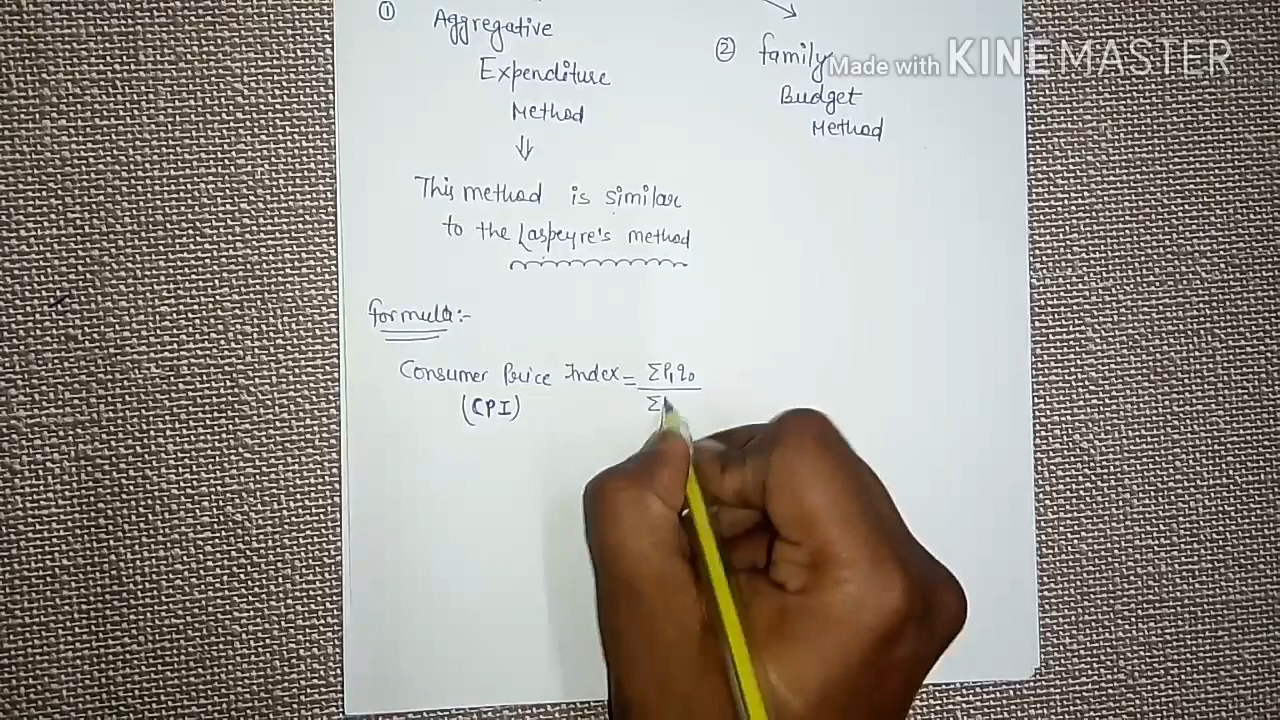 ①
Aggregative
Expenditure
Method
⇓
This method is similar
to the Laspeyre's method
② family
Budget
Method
Made with KINEMASTER
formula:-
Consumer Price Index = ΣP₁q₀
(CPI)
Σ